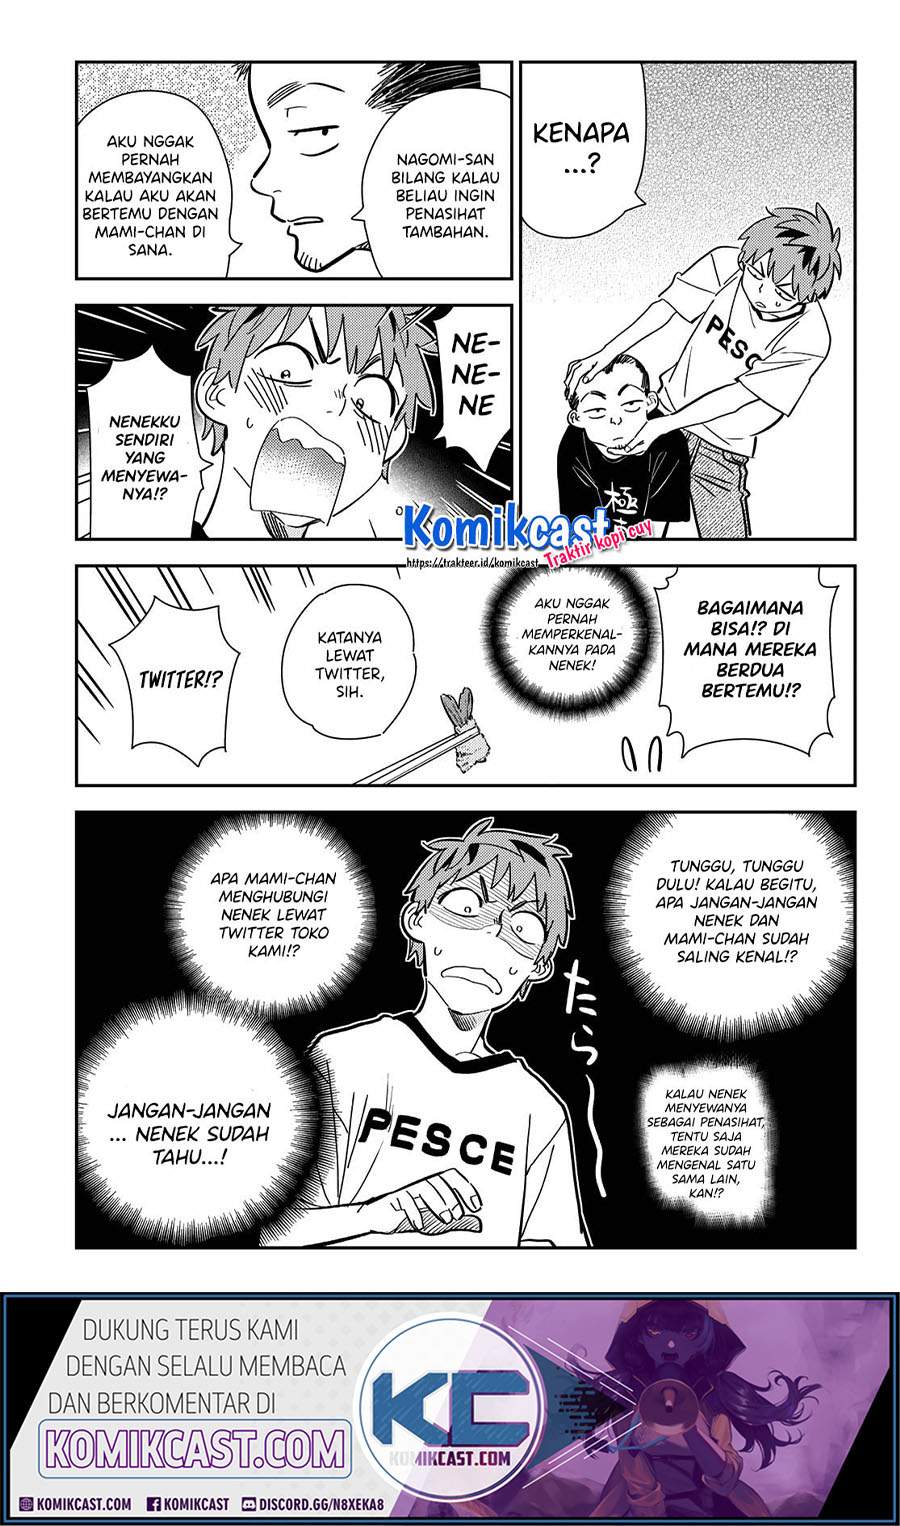 KENAPA
...?
PESCE
極
NAGOMI-SAN
BILANG KALAU
BELIAU INGIN
PENASIHAT
TAMBAHAN.
AKU NGGAK
PERNAH
MEMBAYANGKAN
KALAU AKU AKAN
BERTEMU DENGAN
MAMI-CHAN DI
SANA.
NE-
NE-
NE
NENEKKU
SENDIRI
YANG
MENYEWA-
NYA!?
Komikcast
Traktir kopi cuy
https://trakteer.id/komikcast
BAGAIMANA
BISA!? DI
MANA MEREKA
BERDUA
BERTEMU!?
AKU NGGAK
PERNAH
MEMPERKENAL-
KANNYA PADA
NENEK!
KATANYA
LEWAT
TWITTER,
SIH.
TWITTER!?
TUNGGU, TUNGGU
DULU! KALAU BEGITU,
APA JANGAN-JANGAN
NENEK DAN
MAMI-CHAN SUDAH
SALING KENAL!?
KALAU NENEK
MENYEWANYA
SEBAGAI PENASIHAT,
TENTU SAJA
MEREKA SUDAH
MENGENAL SATU
SAMA LAIN,
KAN!?
たら〜
PESCE
APA MAMI-CHAN
MENGHUBUNGI
NENEK LEWAT
TWITTER TOKO
KAMI!?
JANGAN-JANGAN
... NENEK SUDAH
TAHU...!
DUKUNG TERUS KAMI
DENGAN SELALU MEMBACA
DAN BERKOMENTAR DI
KOMIKCAST.COM
KC
KOMIKCAST.COM
KOMIKCAST.COM KOMIKCAST DISCORD.GG/N8XEKA8